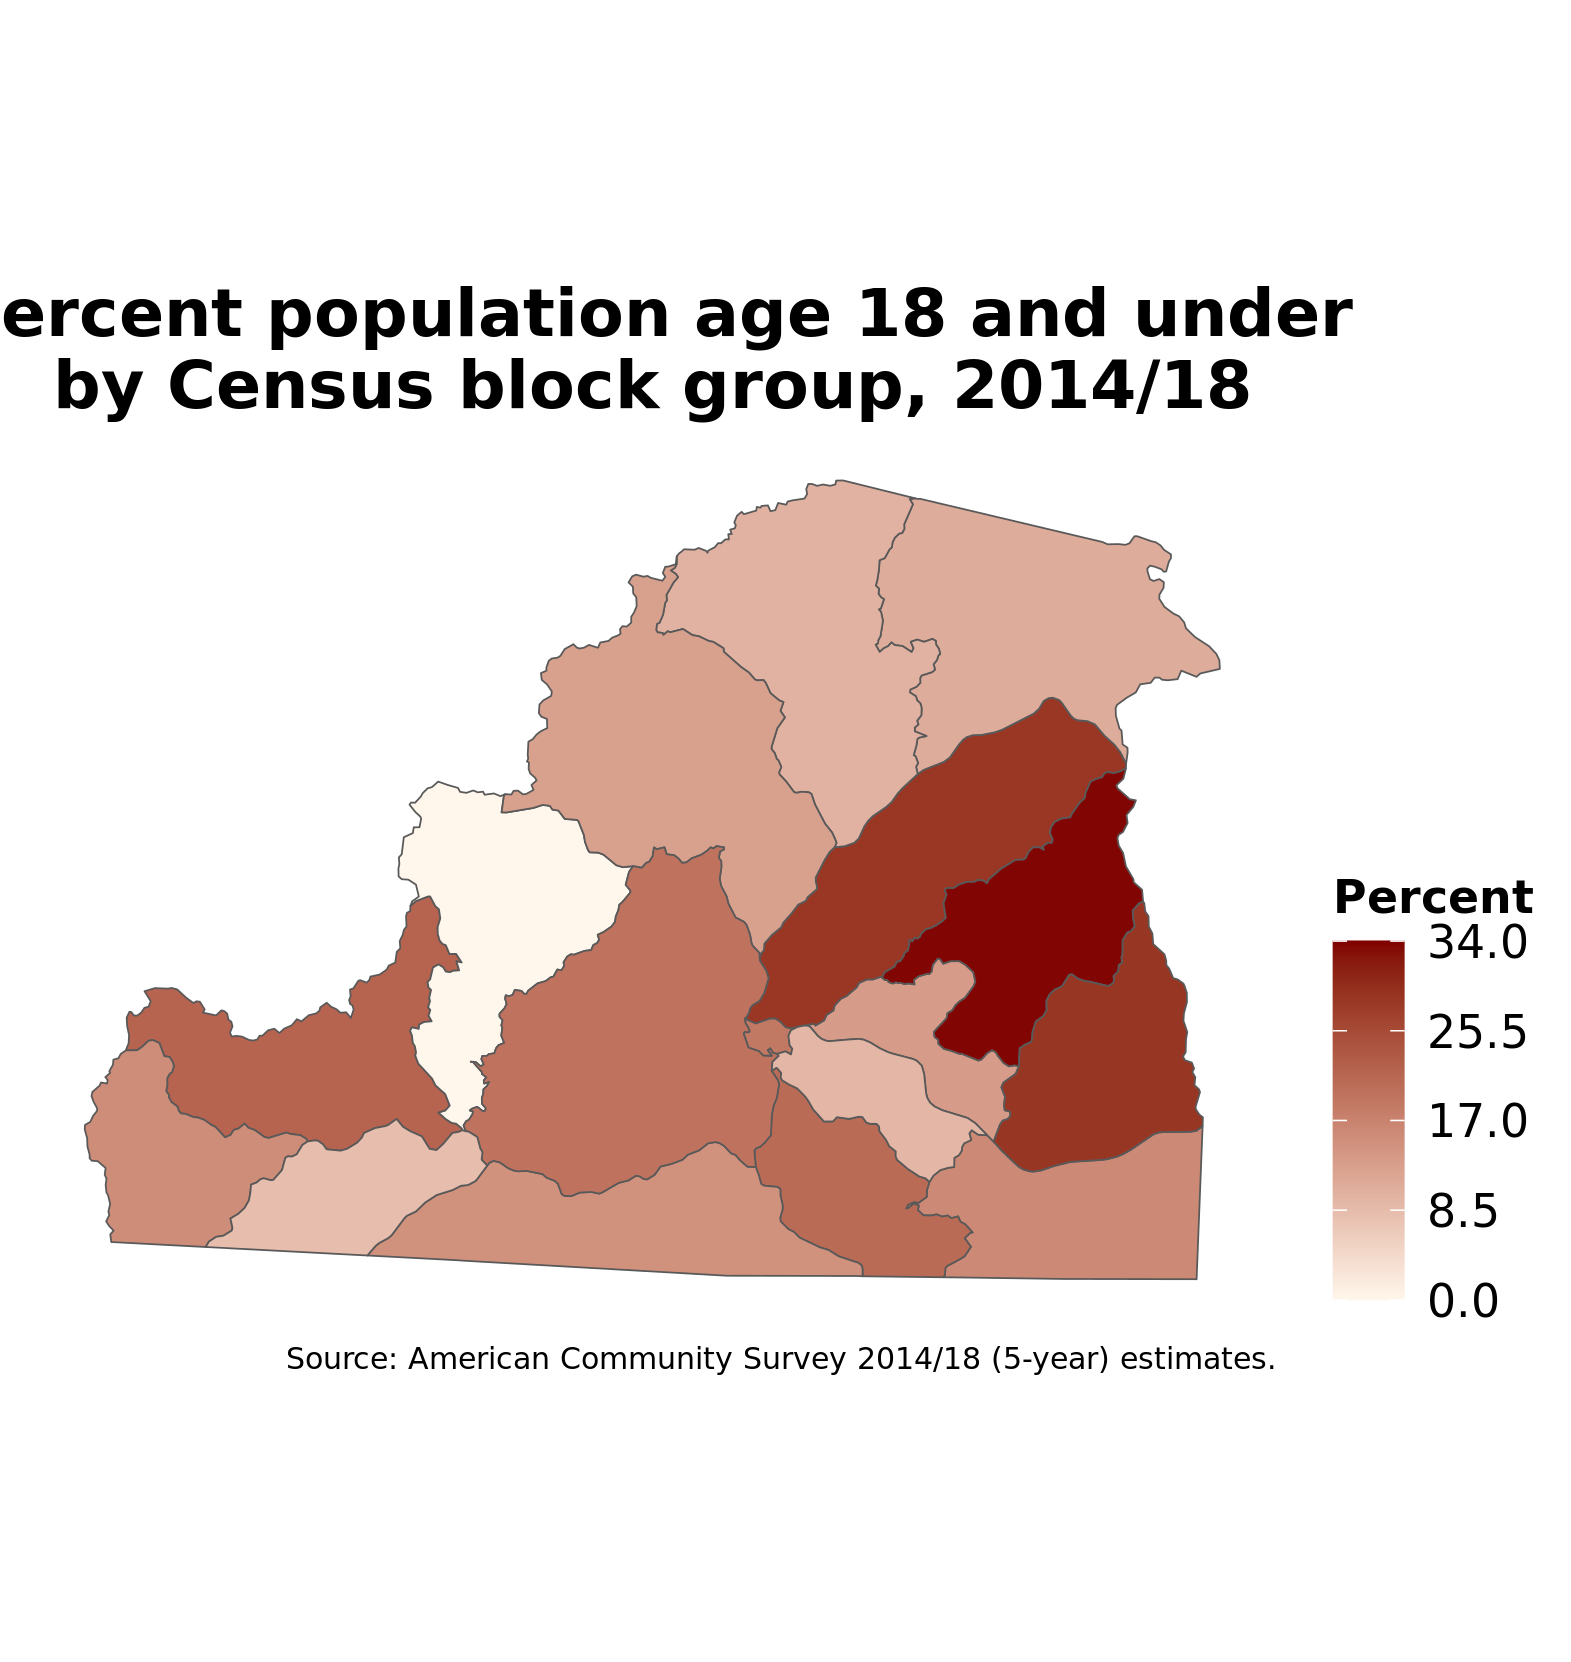 ercent population age 18 and under
by Census block group, 2014/18
Percent
34.0
25.5
17.0
8.5
0.0
Source: American Community Survey 2014/18 (5-year) estimates.